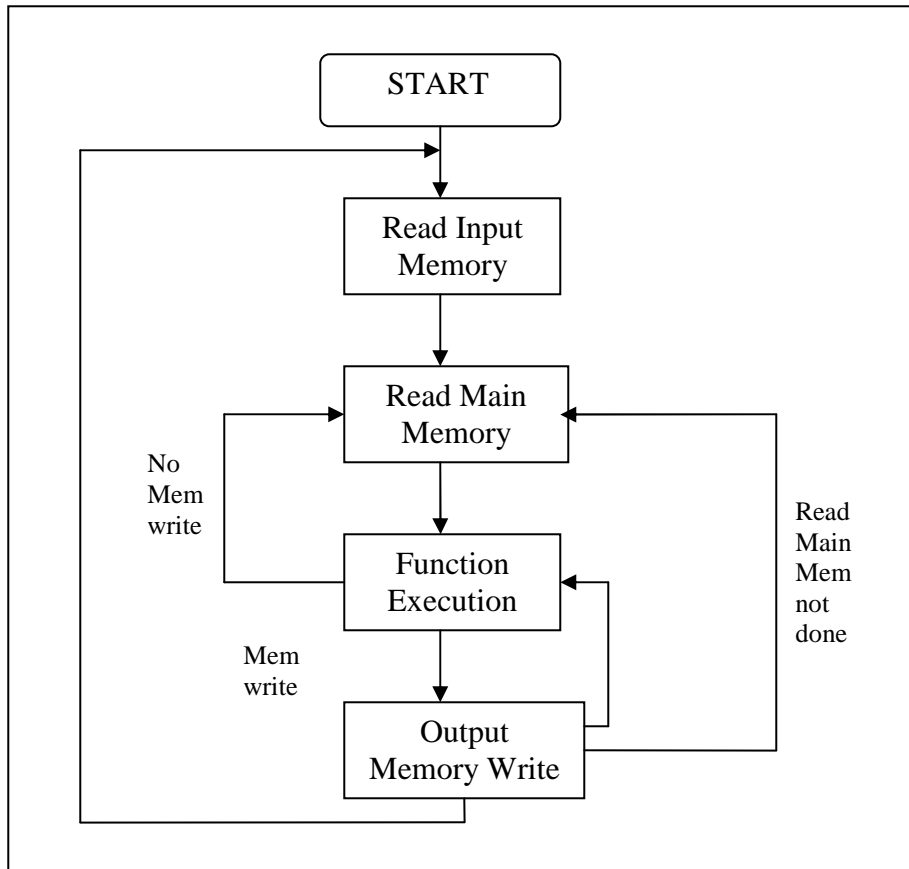 START
Read Input
Memory
Read Main
Memory
No
Mem
write
Read
Main
Mem
not
done
Function
Execution
Mem
write
Output
Memory Write